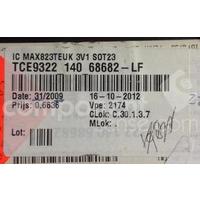 IC MAX823TEUK 3V1 SOT23
TCE9322 140 68682-LF
Date: 31/2009 16-10-2012
Price: 0,6636 Vpe: 2174
CLok: C.30.1.3.7
MLok: .
Lot: